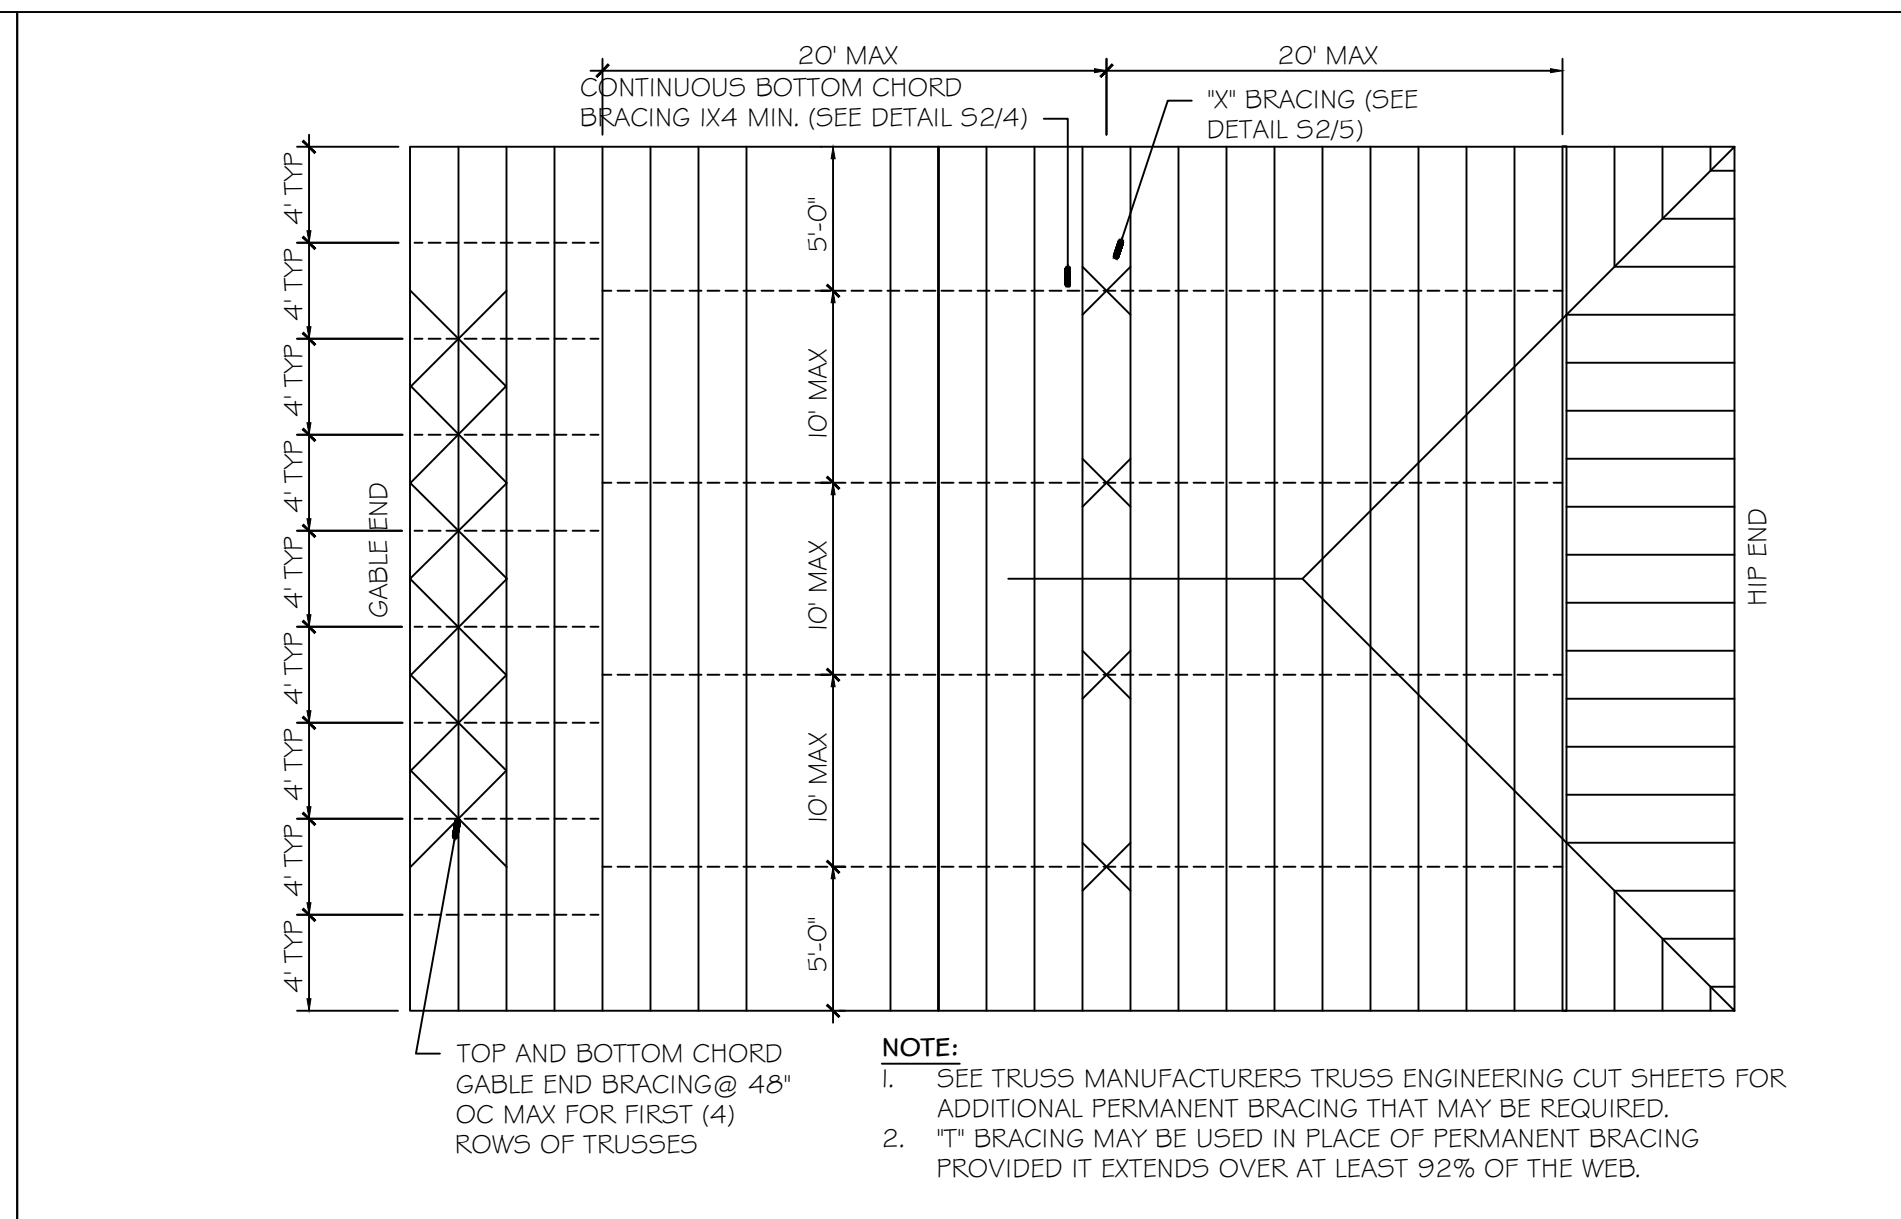 20' MAX
20' MAX
CONTINUOUS BOTTOM CHORD
BRACING 1X4 MIN. (SEE DETAIL S2/4)
"X" BRACING (SEE
DETAIL S2/5)
4' TYP
4' TYP
4' TYP
4' TYP
4' TYP
4' TYP
4' TYP
4' TYP
4' TYP
GABLE END
5'-0"
10' MAX
10' MAX
10' MAX
5'-0"
HIP END
TOP AND BOTTOM CHORD
GABLE END BRACING@ 48"
OC MAX FOR FIRST (4)
ROWS OF TRUSSES
NOTE:
1. SEE TRUSS MANUFACTURERS TRUSS ENGINEERING CUT SHEETS FOR
ADDITIONAL PERMANENT BRACING THAT MAY BE REQUIRED.
2. "T" BRACING MAY BE USED IN PLACE OF PERMANENT BRACING
PROVIDED IT EXTENDS OVER AT LEAST 92% OF THE WEB.